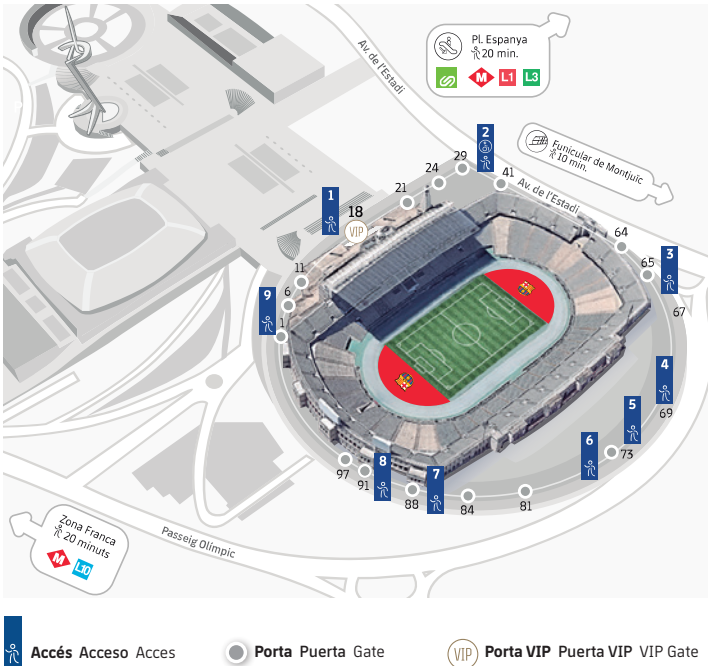 Pl. Espanya
20 min.
M L1 L3
Av. de l'Estadi
Funicular de Montjuïc
10 min.
Av. de l'Estadi
2
29
24
41
21
1
18
VIP
64
65
3
11
6
9
1
67
4
69
5
6
73
97
91
8
7
88
84
81
Zona Franca
20 minuts
M L10
Passeig Olímpic
Accés Acceso Acces
Porta Puerta Gate
VIP Porta VIP Puerta VIP VIP Gate